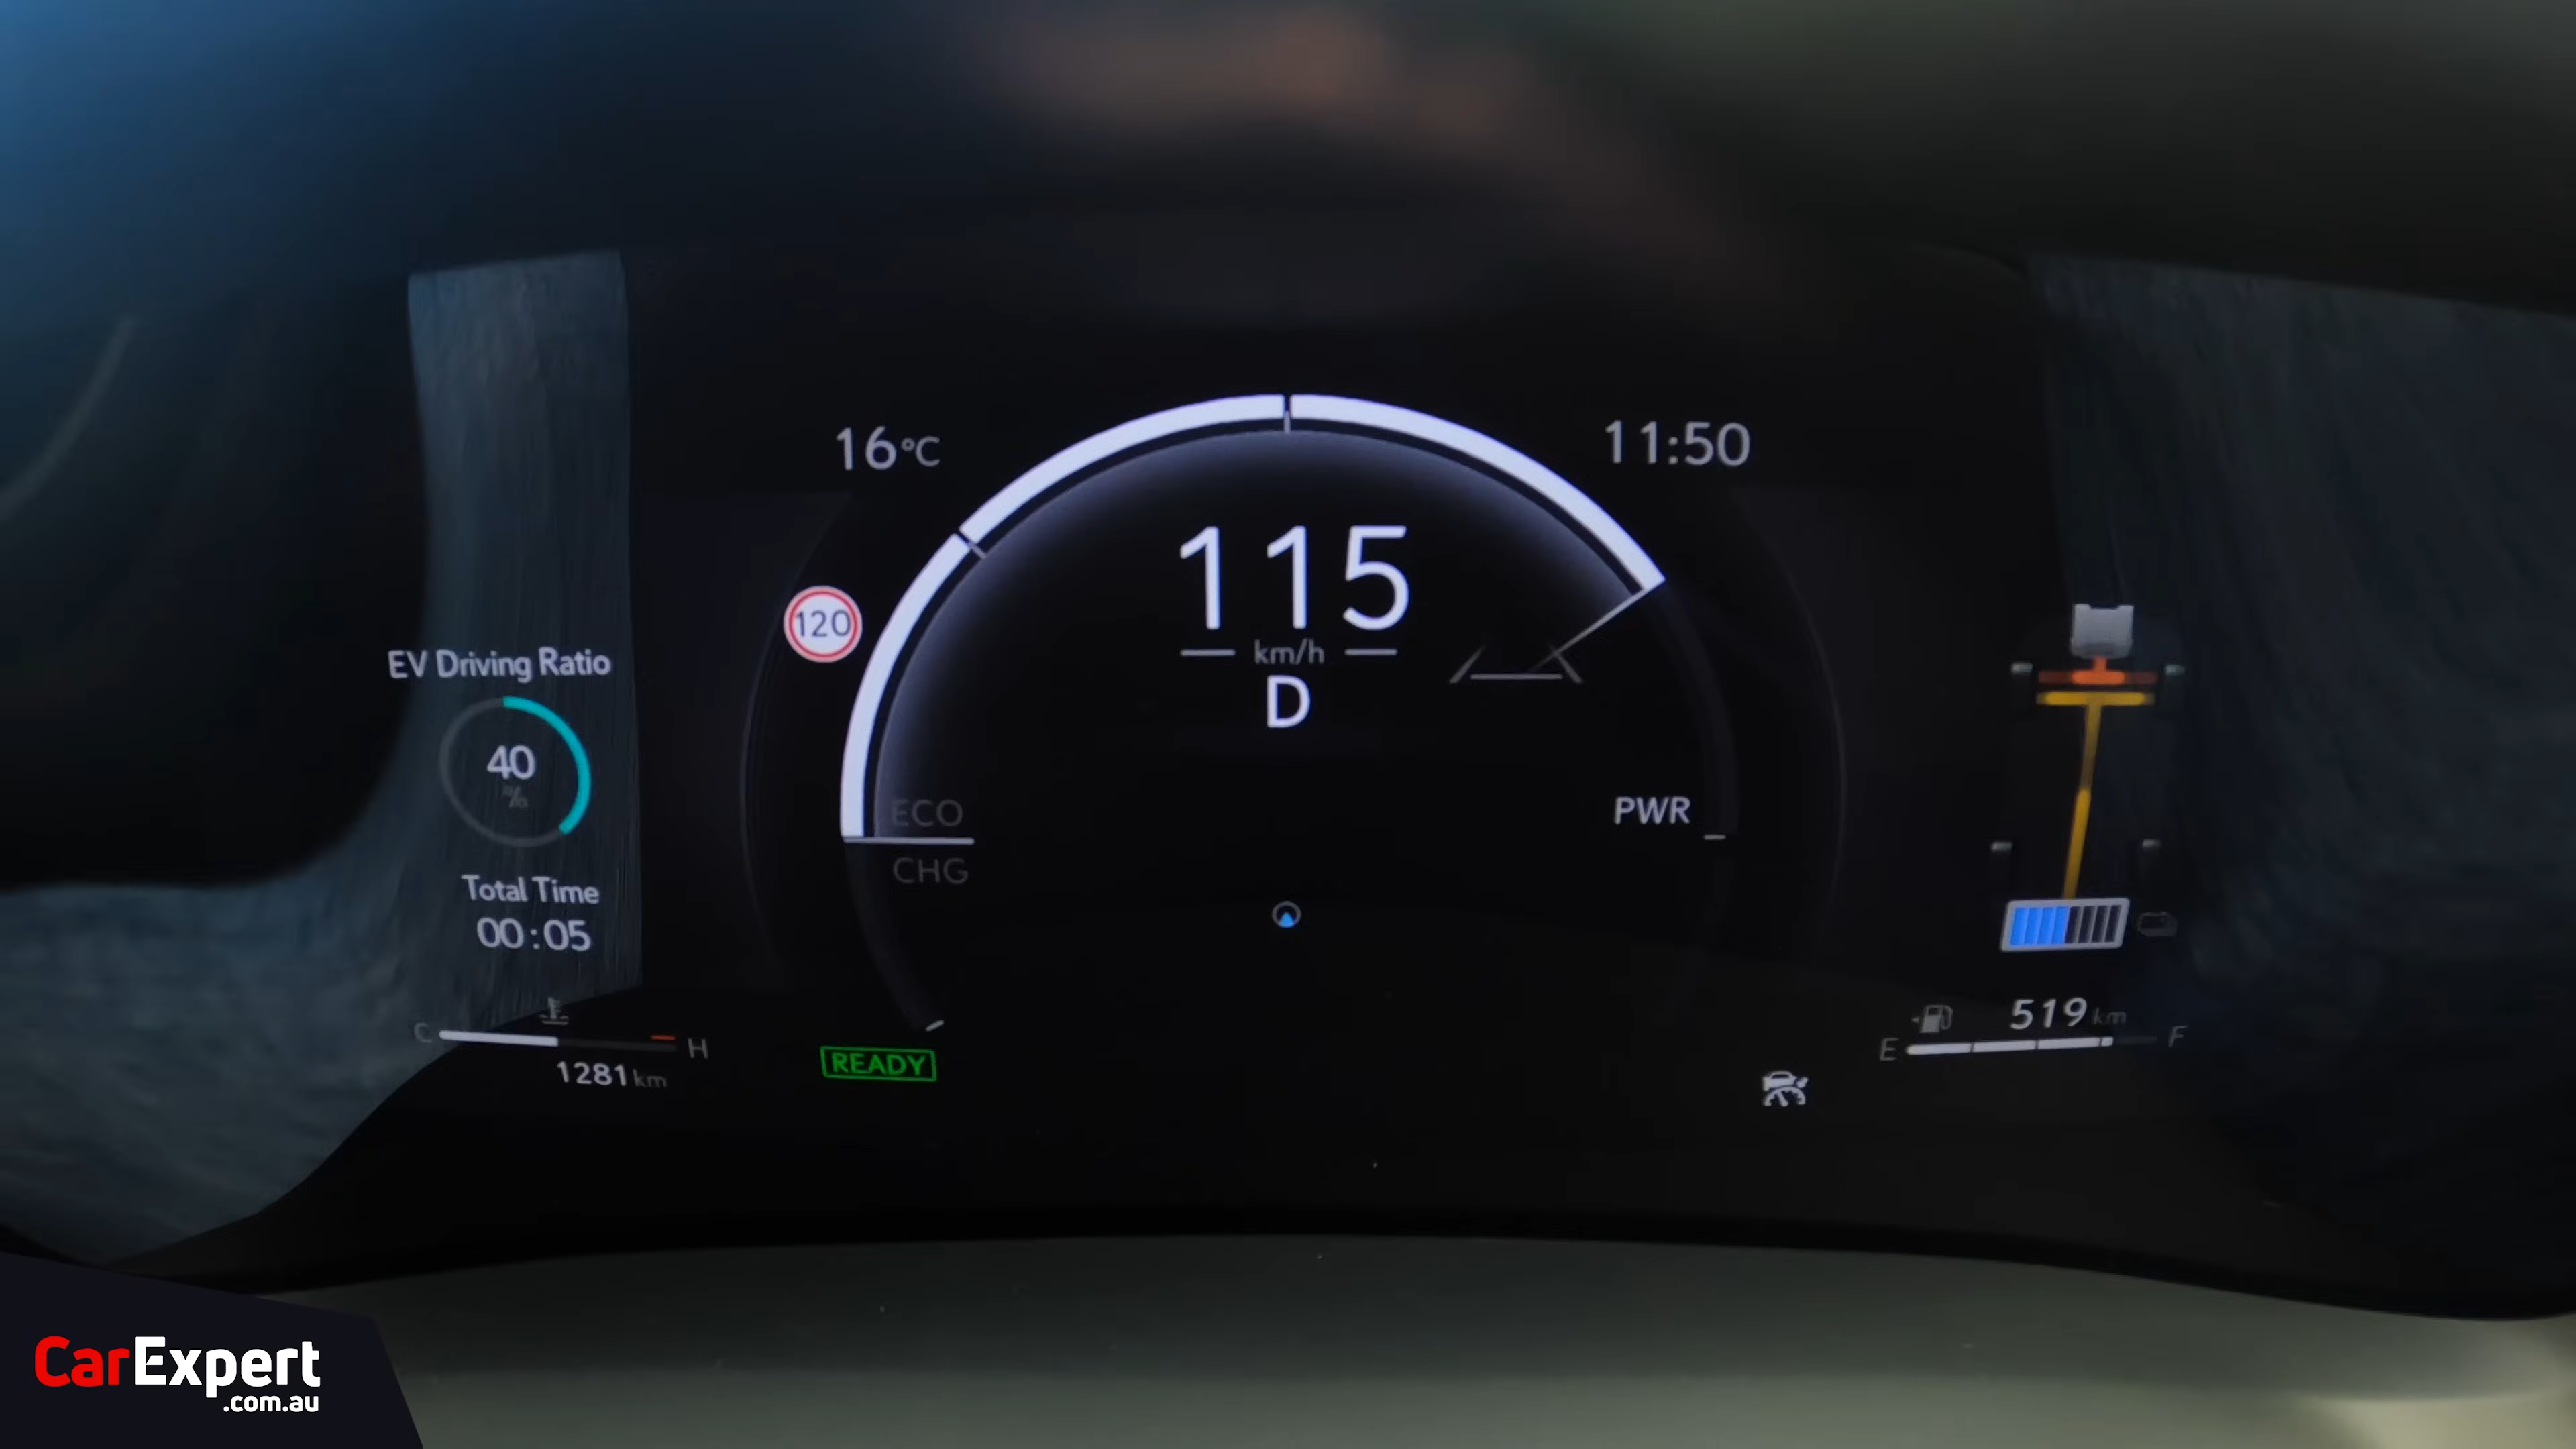 16°C
11:50
120
115
km/h
D
EV Driving Ratio
40
%
Total Time
00:05
ECO
CHG
PWR
C
H
1281 km
READY
519 km
E
F
CarExpert
.com.au